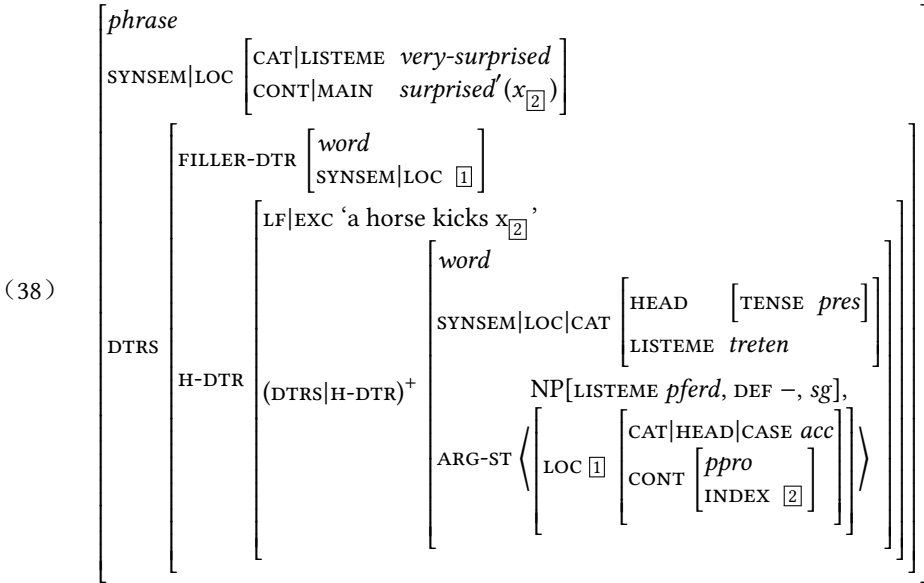 phrase
SYNSEM|LOC [CAT|LISTEME very-surprised
CONT|MAIN surprised′(x[2])]
FILLER-DTR [word
SYNSEM|LOC [1]]
LF|EXC ‘a horse kicks x[2]’
word
SYNSEM|LOC|CAT [HEAD [TENSE pres]
LISTEME treten]
(38) DTRS
H-DTR (DTRS|H-DTR)⁺
NP[LISTEME pferd, DEF −, sg],
ARG-ST ⟨[LOC [1] [CAT|HEAD|CASE acc
CONT [ppro
INDEX [2]]]]⟩